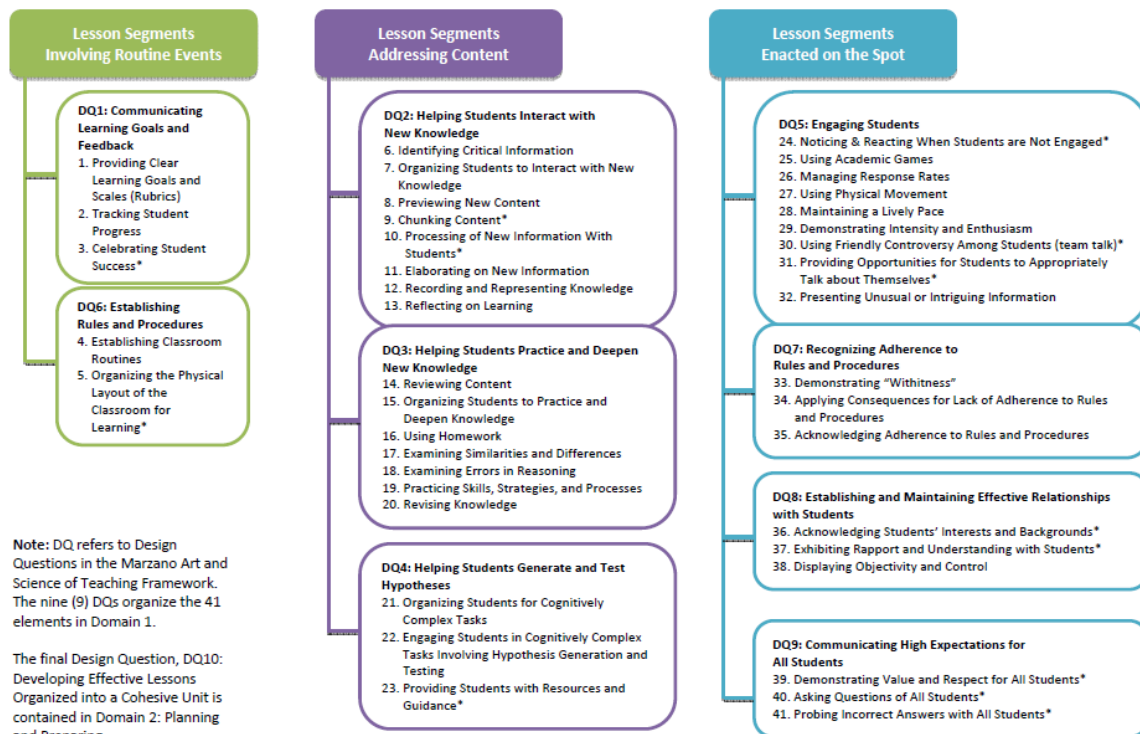 Lesson Segments
Involving Routine Events
DQ1: Communicating
Learning Goals and
Feedback
1. Providing Clear
Learning Goals and
Scales (Rubrics)
2. Tracking Student
Progress
3. Celebrating Student
Success*
DQ6: Establishing
Rules and Procedures
4. Establishing Classroom
Routines
5. Organizing the Physical
Layout of the
Classroom for
Learning*
Note: DQ refers to Design
Questions in the Marzano Art and
Science of Teaching Framework.
The nine (9) DQs organize the 41
elements in Domain 1.
The final Design Question, DQ10:
Developing Effective Lessons
Organized into a Cohesive Unit is
contained in Domain 2: Planning
and Preparing
Lesson Segments
Addressing Content
DQ2: Helping Students Interact with
New Knowledge
6. Identifying Critical Information
7. Organizing Students to Interact with New
Knowledge
8. Previewing New Content
9. Chunking Content*
10. Processing of New Information With
Students*
11. Elaborating on New Information
12. Recording and Representing Knowledge
13. Reflecting on Learning
DQ3: Helping Students Practice and Deepen
New Knowledge
14. Reviewing Content
15. Organizing Students to Practice and
Deepen Knowledge
16. Using Homework
17. Examining Similarities and Differences
18. Examining Errors in Reasoning
19. Practicing Skills, Strategies, and Processes
20. Revising Knowledge
DQ4: Helping Students Generate and Test
Hypotheses
21. Organizing Students for Cognitively
Complex Tasks
22. Engaging Students in Cognitively Complex
Tasks Involving Hypothesis Generation and
Testing
23. Providing Students with Resources and
Guidance*
Lesson Segments
Enacted on the Spot
DQ5: Engaging Students
24. Noticing & Reacting When Students are Not Engaged*
25. Using Academic Games
26. Managing Response Rates
27. Using Physical Movement
28. Maintaining a Lively Pace
29. Demonstrating Intensity and Enthusiasm
30. Using Friendly Controversy Among Students (team talk)*
31. Providing Opportunities for Students to Appropriately
Talk about Themselves*
32. Presenting Unusual or Intriguing Information
DQ7: Recognizing Adherence to
Rules and Procedures
33. Demonstrating "Withitness"
34. Applying Consequences for Lack of Adherence to Rules
and Procedures
35. Acknowledging Adherence to Rules and Procedures
DQ8: Establishing and Maintaining Effective Relationships
with Students
36. Acknowledging Students' Interests and Backgrounds*
37. Exhibiting Rapport and Understanding with Students*
38. Displaying Objectivity and Control
DQ9: Communicating High Expectations for
All Students
39. Demonstrating Value and Respect for All Students*
40. Asking Questions of All Students*
41. Probing Incorrect Answers with All Students*